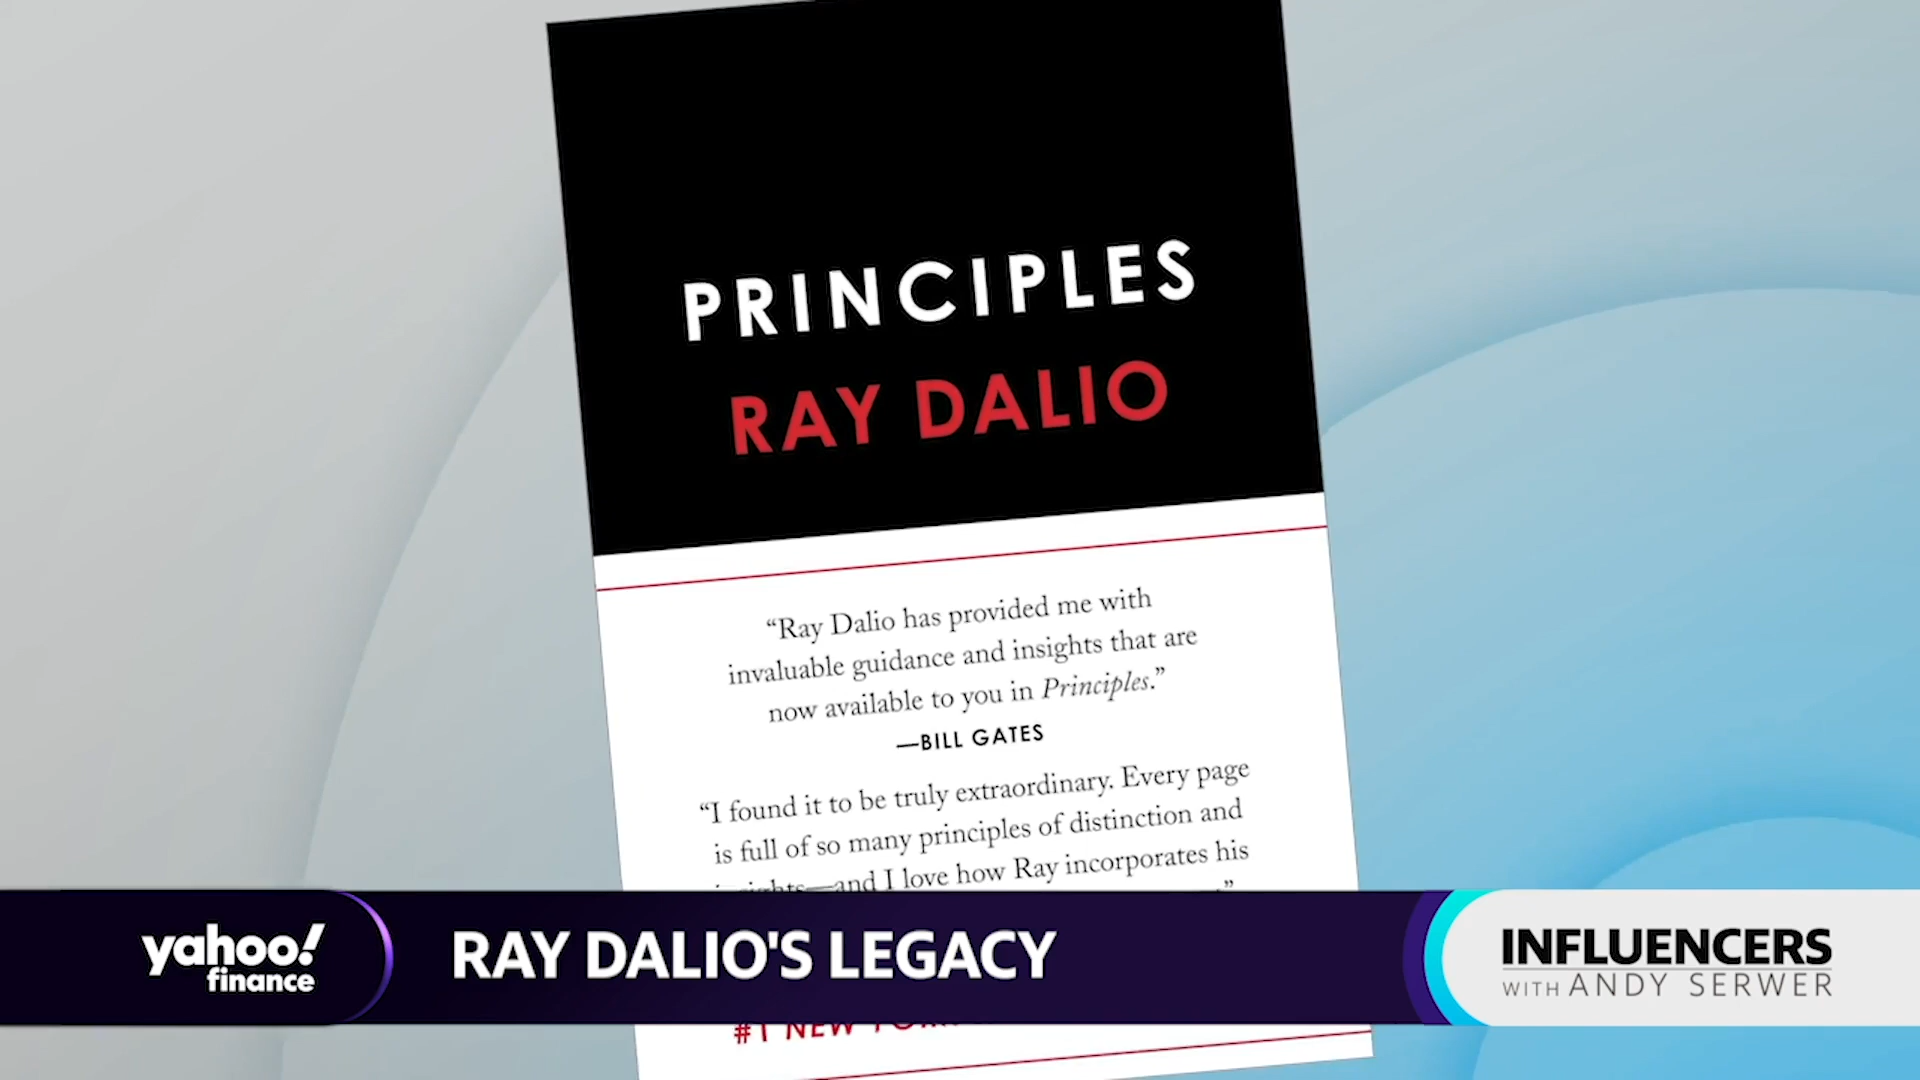 PRINCIPLES
RAY DALIO
“Ray Dalio has provided me with
invaluable guidance and insights that are
now available to you in Principles.”
—BILL GATES
“I found it to be truly extraordinary. Every page
is full of so many principles of distinction and
—and I love how Ray incorporates his
”
yahoo!
finance
RAY DALIO'S LEGACY
INFLUENCERS
WITH ANDY SERWER
#1 NEW